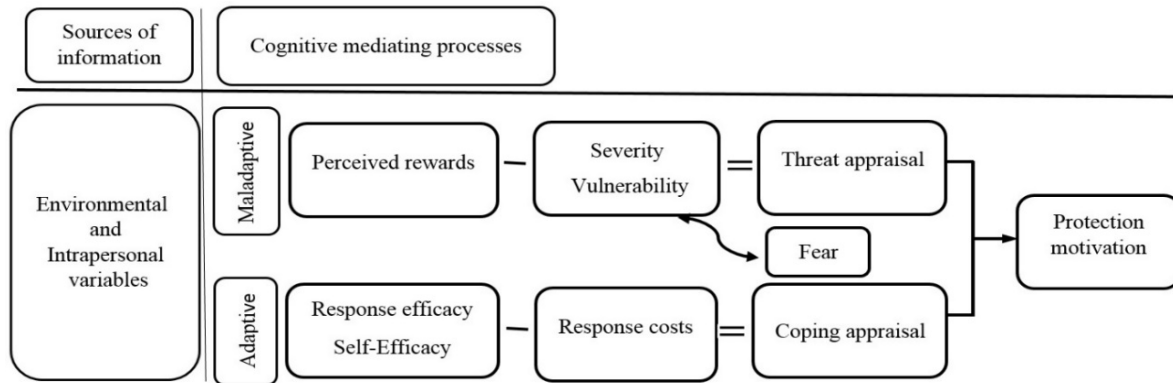 Sources of
information
Cognitive mediating processes
Environmental
and
Intrapersonal
variables
Maladaptive
Perceived rewards
Severity
Vulnerability
Threat appraisal
Fear
Protection
motivation
Adaptive
Response efficacy
Self-Efficacy
Response costs
Coping appraisal